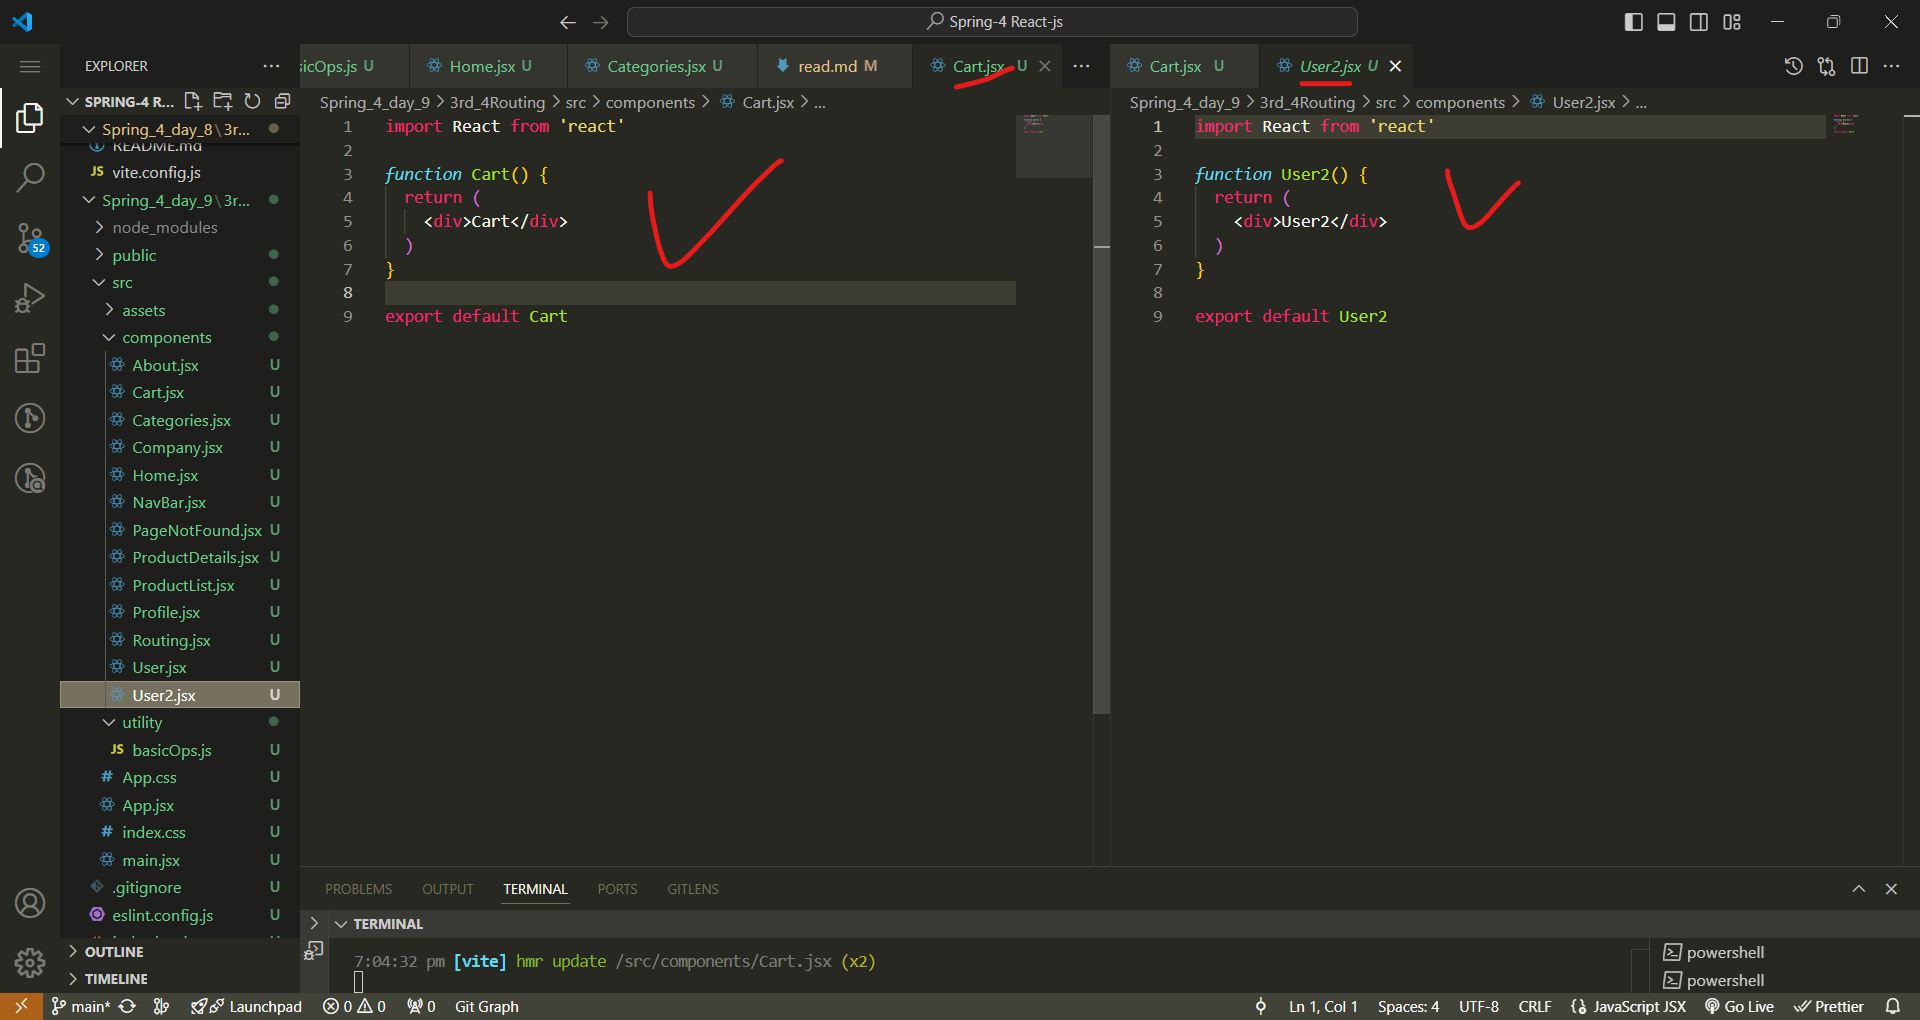 Spring-4 React-js
EXPLORER
SPRING-4 R...
Spring_4_day_8\3r...
README.md
JS vite.config.js
Spring_4_day_9\3r...
node_modules
public
src
assets
components
About.jsx U
Cart.jsx U
Categories.jsx U
Company.jsx U
Home.jsx U
NavBar.jsx U
PageNotFound.jsx U
ProductDetails.jsx U
ProductList.jsx U
Profile.jsx U
Routing.jsx U
User.jsx U
User2.jsx U
utility
JS basicOps.js U
# App.css U
App.jsx U
# index.css U
main.jsx U
.gitignore U
eslint.config.js U
OUTLINE
TIMELINE
52
sicOps.js U
Home.jsx U
Categories.jsx U
read.md M
Cart.jsx U
Spring_4_day_9 > 3rd_4Routing > src > components > Cart.jsx > ...
1 import React from 'react'
2
3 function Cart() {
4 return (
5 <div>Cart</div>
6 )
7 }
8
9 export default Cart
Cart.jsx U
User2.jsx U
Spring_4_day_9 > 3rd_4Routing > src > components > User2.jsx > ...
1 import React from 'react'
2
3 function User2() {
4 return (
5 <div>User2</div>
6 )
7 }
8
9 export default User2
PROBLEMS OUTPUT TERMINAL PORTS GITLENS
TERMINAL
7:04:32 pm [vite] hmr update /src/components/Cart.jsx (x2)
powershell
powershell
main* Launchpad 0 0 0 Git Graph Ln 1, Col 1 Spaces: 4 UTF-8 CRLF {} JavaScript JSX Go Live Prettier